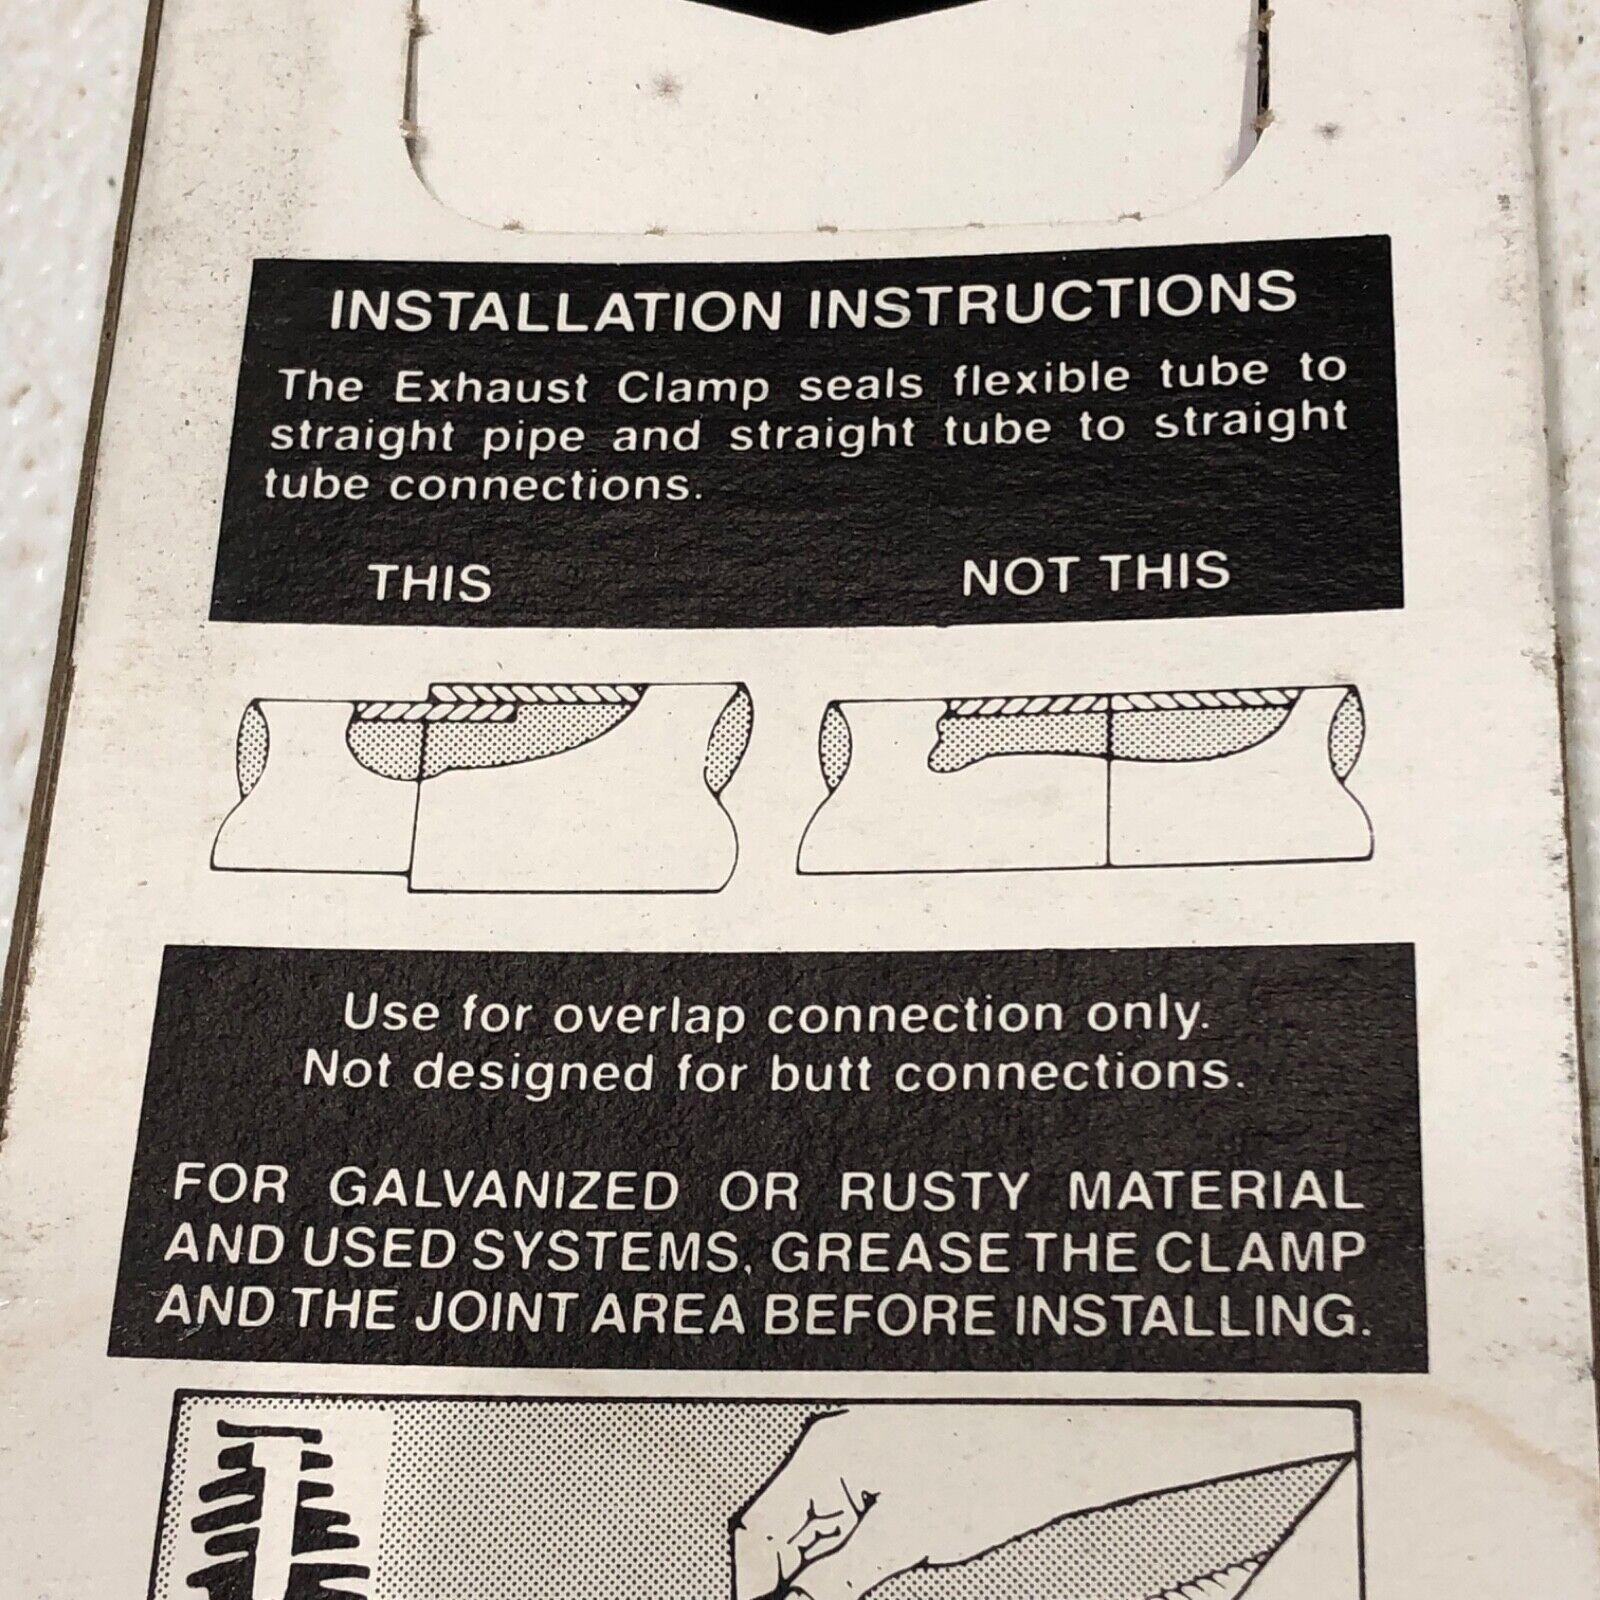 INSTALLATION INSTRUCTIONS
The Exhaust Clamp seals flexible tube to
straight pipe and straight tube to straight
tube connections.
THIS
NOT THIS
Use for overlap connection only.
Not designed for butt connections.
FOR GALVANIZED OR RUSTY MATERIAL
AND USED SYSTEMS, GREASE THE CLAMP
AND THE JOINT AREA BEFORE INSTALLING.